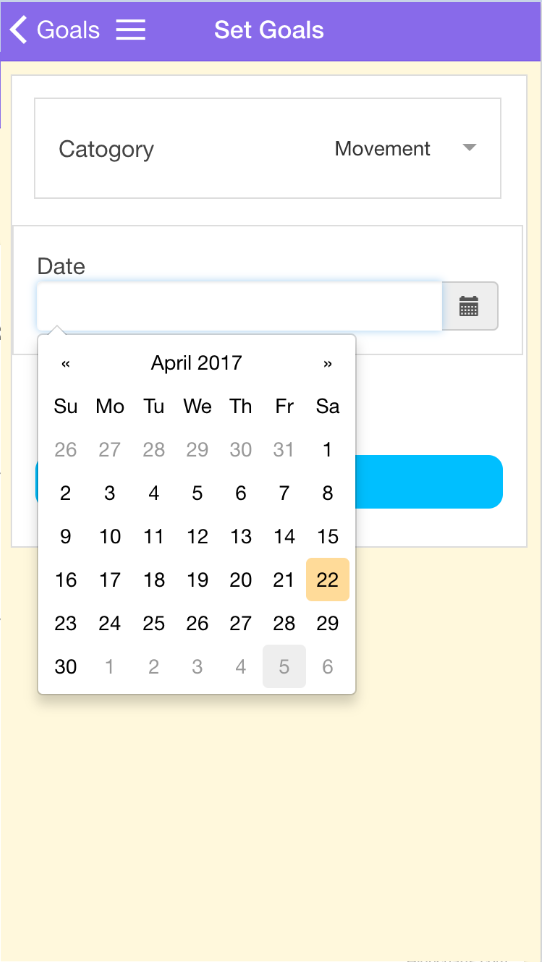 Goals Set Goals
Catogory Movement
Date
« April 2017 »
Su Mo Tu We Th Fr Sa
26 27 28 29 30 31 1
2 3 4 5 6 7 8
9 10 11 12 13 14 15
16 17 18 19 20 21 22
23 24 25 26 27 28 29
30 1 2 3 4 5 6